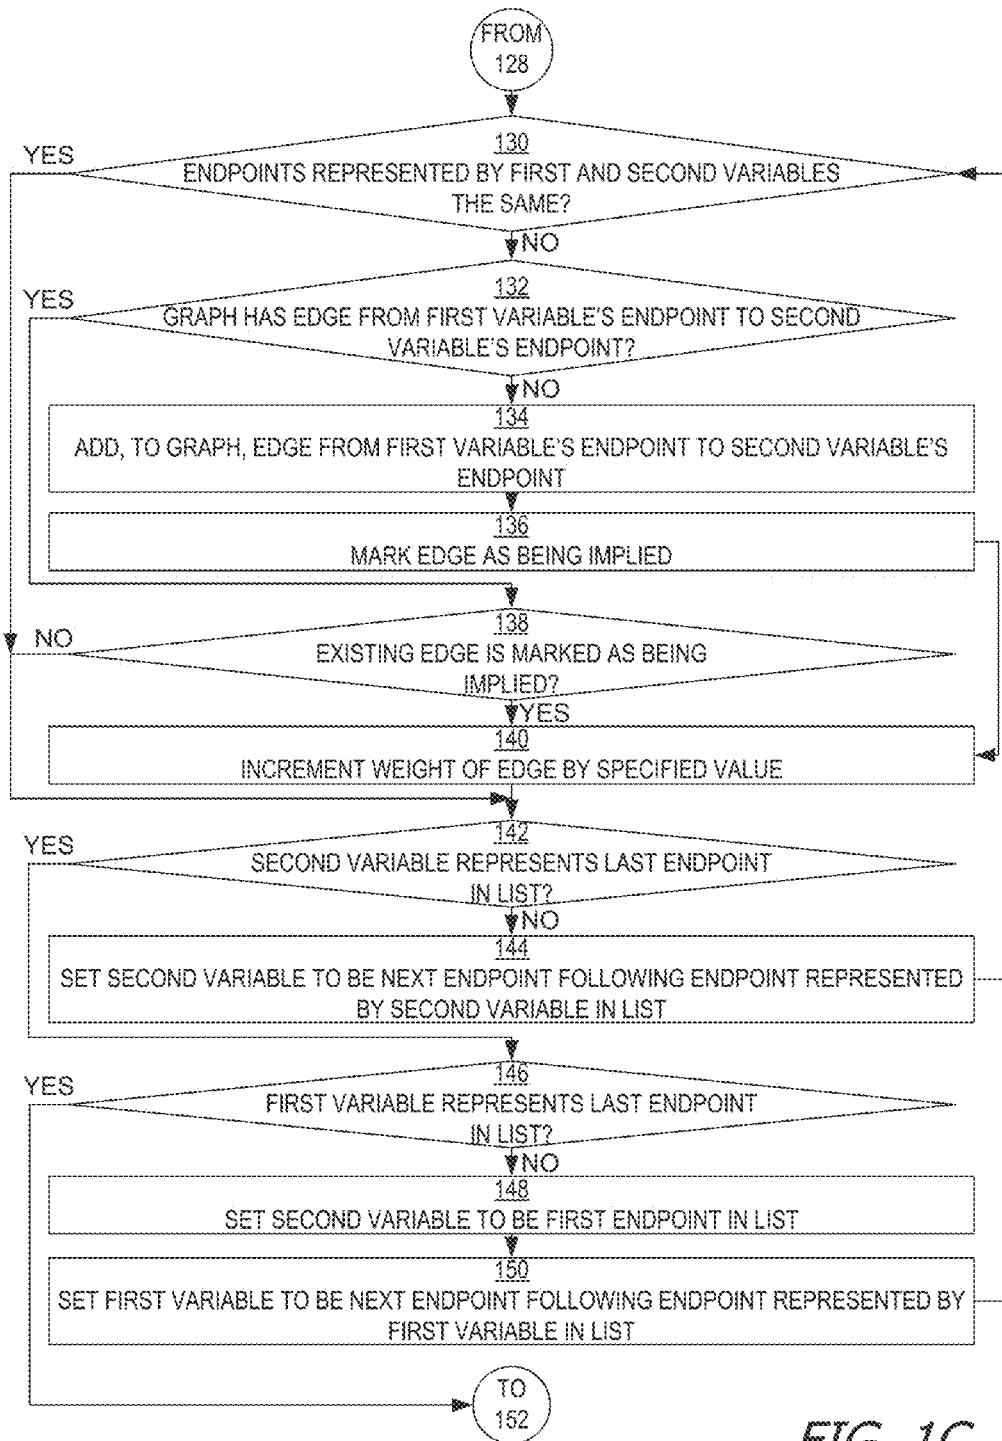 FROM
128
130
YES
ENDPOINTS REPRESENTED BY FIRST AND SECOND VARIABLES
THE SAME?
NO
132
YES
GRAPH HAS EDGE FROM FIRST VARIABLE'S ENDPOINT TO SECOND
VARIABLE'S ENDPOINT?
NO
134
ADD, TO GRAPH, EDGE FROM FIRST VARIABLE'S ENDPOINT TO SECOND VARIABLE'S
ENDPOINT
136
MARK EDGE AS BEING IMPLIED
138
NO
EXISTING EDGE IS MARKED AS BEING
IMPLIED?
YES
140
INCREMENT WEIGHT OF EDGE BY SPECIFIED VALUE
142
YES
SECOND VARIABLE REPRESENTS LAST ENDPOINT
IN LIST?
NO
144
SET SECOND VARIABLE TO BE NEXT ENDPOINT FOLLOWING ENDPOINT REPRESENTED
BY SECOND VARIABLE IN LIST
146
YES
FIRST VARIABLE REPRESENTS LAST ENDPOINT
IN LIST?
NO
148
SET SECOND VARIABLE TO BE FIRST ENDPOINT IN LIST
150
SET FIRST VARIABLE TO BE NEXT ENDPOINT FOLLOWING ENDPOINT REPRESENTED BY
FIRST VARIABLE IN LIST
TO
152
FIG. 1C